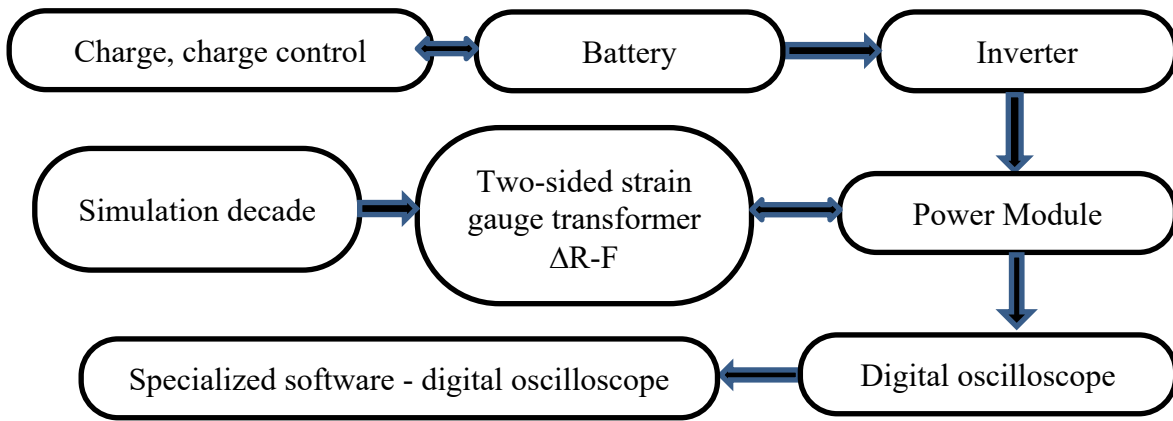 Charge, charge control
Battery
Inverter
Simulation decade
Two-sided strain
gauge transformer
ΔR-F
Power Module
Specialized software - digital oscilloscope
Digital oscilloscope